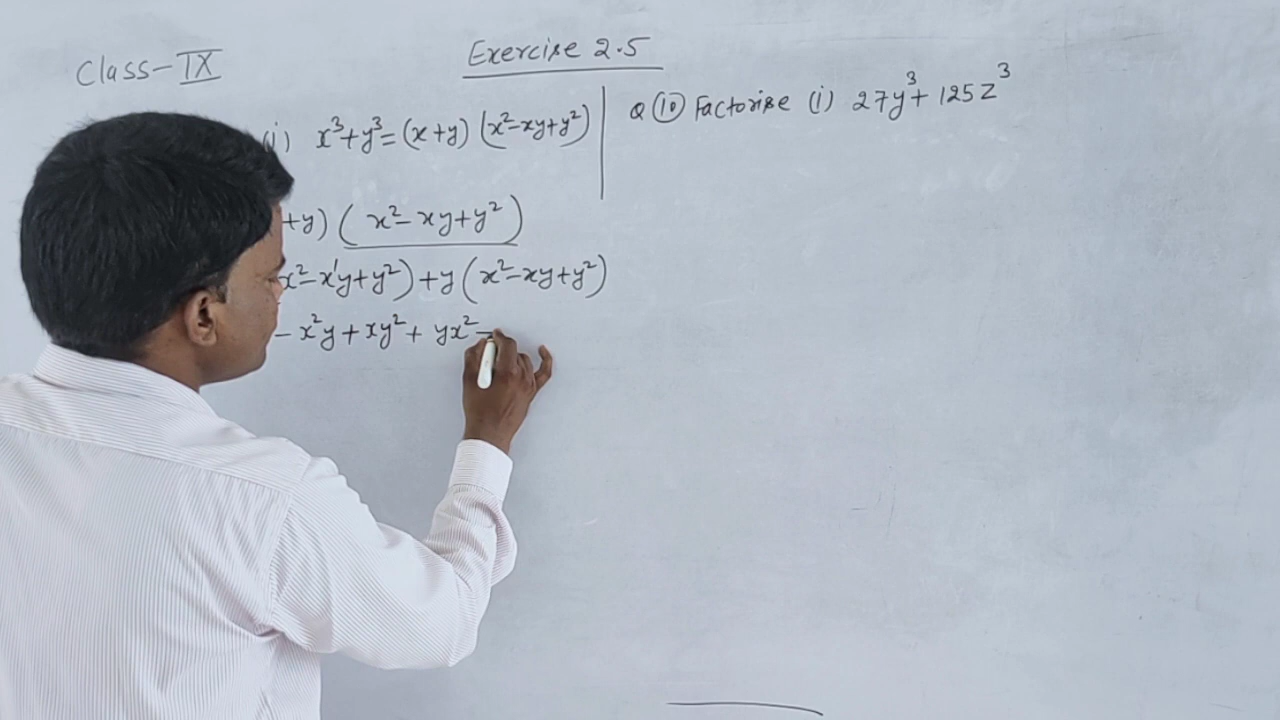 Class-IX
Exercise 2.5
(i) x³+y³=(x+y) (x²-xy+y²)
+y) (x²-xy+y²)
x²-x'y+y²)+y(x²-xy+y²)
- x²y+xy²+ yx²-
Q (10) Factorise (i) 27y³+125z³